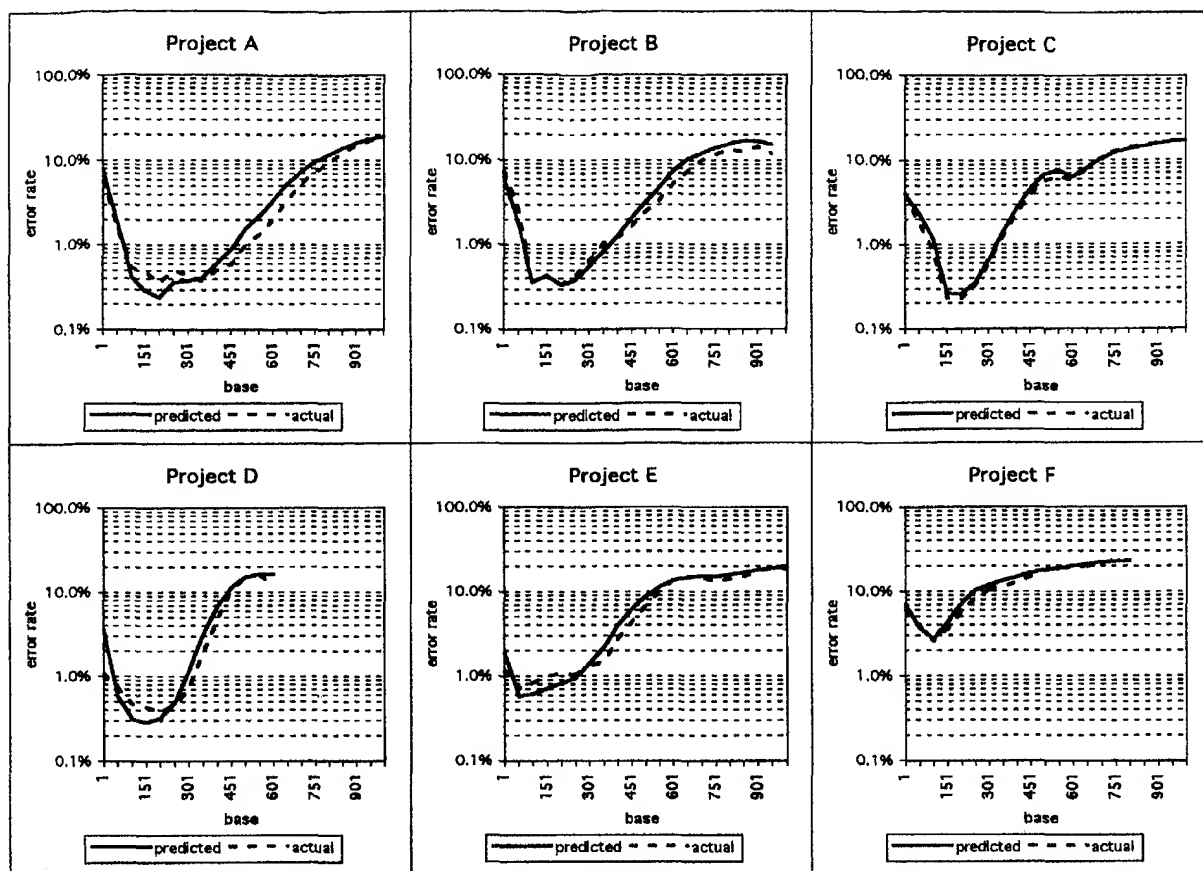 Project A
100.0%
10.0%
1.0%
0.1%
error rate
1 151 301 451 601 751 901
base
predicted actual
Project B
100.0%
10.0%
1.0%
0.1%
error rate
1 151 301 451 601 751 901
base
predicted actual
Project C
100.0%
10.0%
1.0%
0.1%
error rate
1 151 301 451 601 751 901
base
predicted actual
Project D
100.0%
10.0%
1.0%
0.1%
error rate
1 151 301 451 601 751 901
base
predicted actual
Project E
100.0%
10.0%
1.0%
0.1%
error rate
1 151 301 451 601 751 901
base
predicted actual
Project F
100.0%
10.0%
1.0%
0.1%
error rate
1 151 301 451 601 751 901
base
predicted actual